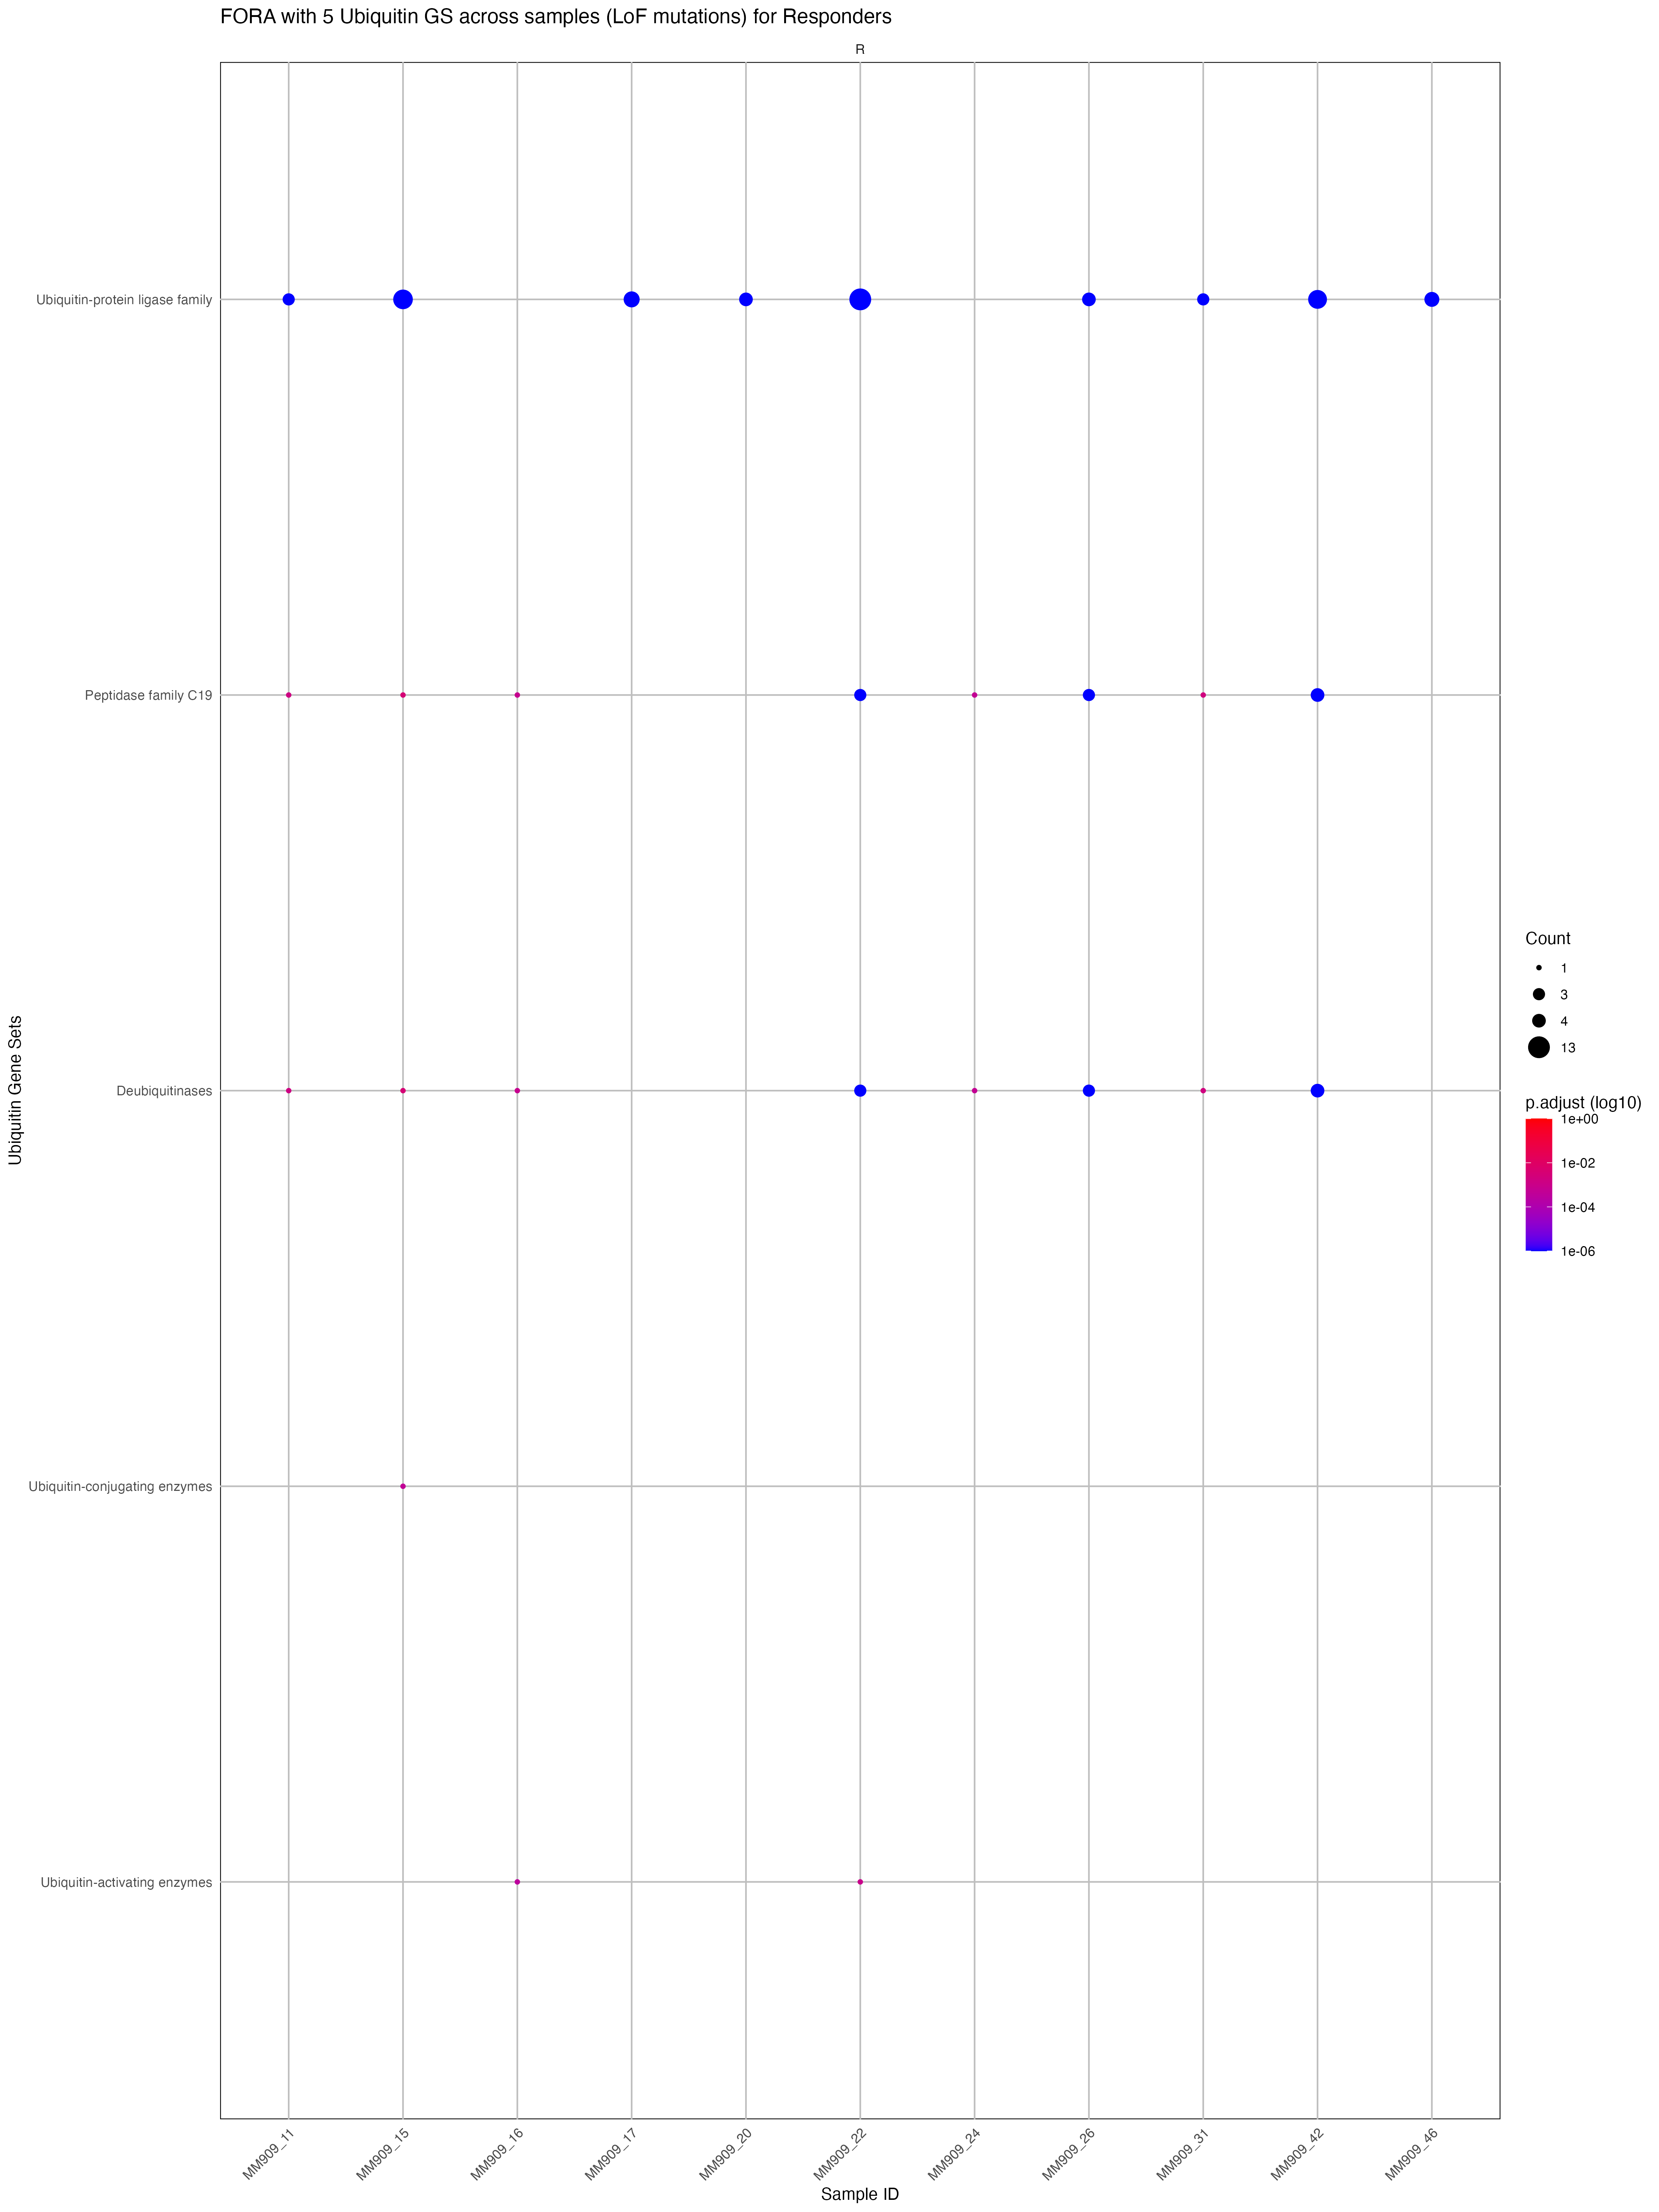 FORA with 5 Ubiquitin GS across samples (LoF mutations) for Responders
R
Ubiquitin Gene Sets
Ubiquitin-protein ligase family
Peptidase family C19
Deubiquitinases
Ubiquitin-conjugating enzymes
Ubiquitin-activating enzymes
MM909_11
MM909_15
MM909_16
MM909_17
MM909_20
MM909_22
MM909_24
MM909_26
MM909_31
MM909_42
MM909_46
Sample ID
Count
1
3
4
13
p.adjust (log10)
1e+00
1e-02
1e-04
1e-06